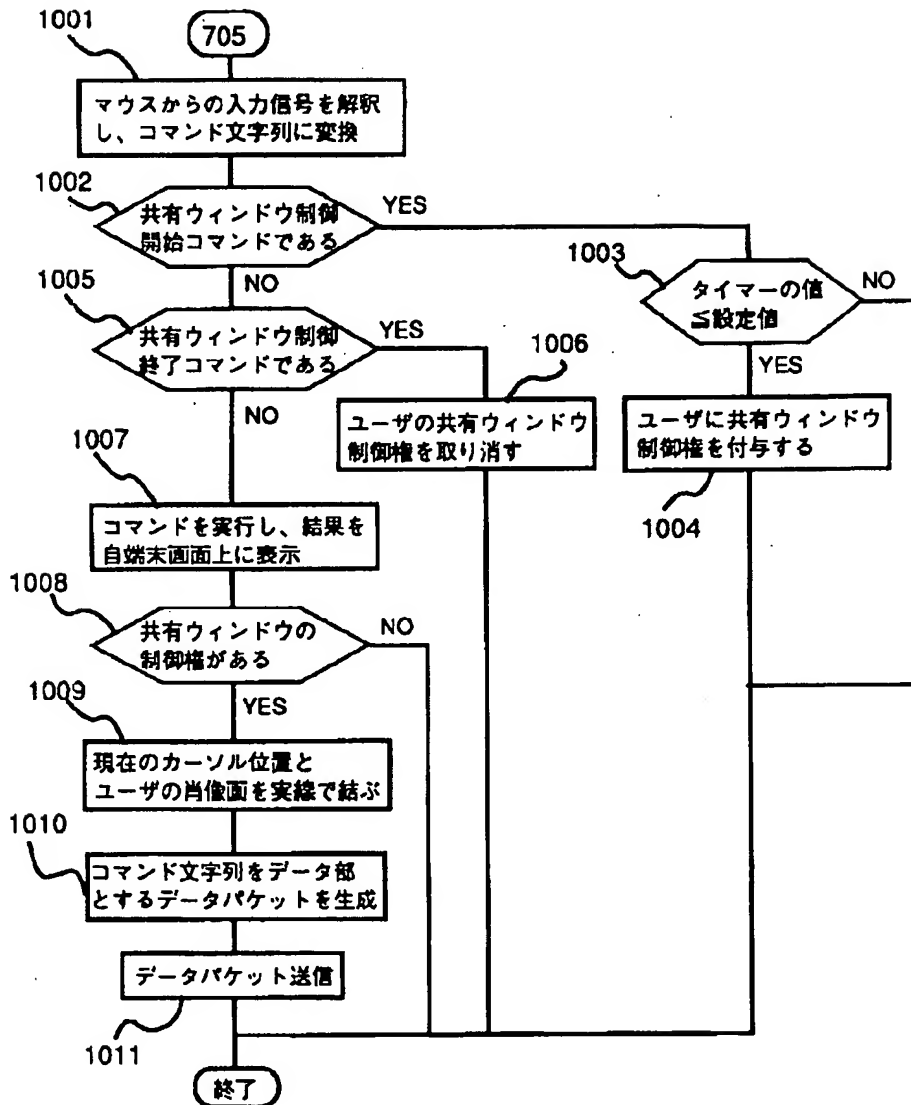 1001
705
マウスからの入力信号を解釈
し、コマンド文字列に変換
1002
共有ウィンドウ制御
開始コマンドである
YES
NO
1003
タイマーの値
≦設定値
NO
YES
1005
共有ウィンドウ制御
終了コマンドである
YES
NO
1006
ユーザの共有ウィンドウ
制御権を取り消す
ユーザに共有ウィンドウ
制御権を付与する
1004
1007
コマンドを実行し、結果を
自端末画面上に表示
1008
共有ウィンドウの
制御権がある
NO
YES
1009
現在のカーソル位置と
ユーザの肖像画を実線で結ぶ
1010
コマンド文字列をデータ部
とするデータパケットを生成
データパケット送信
1011
終了